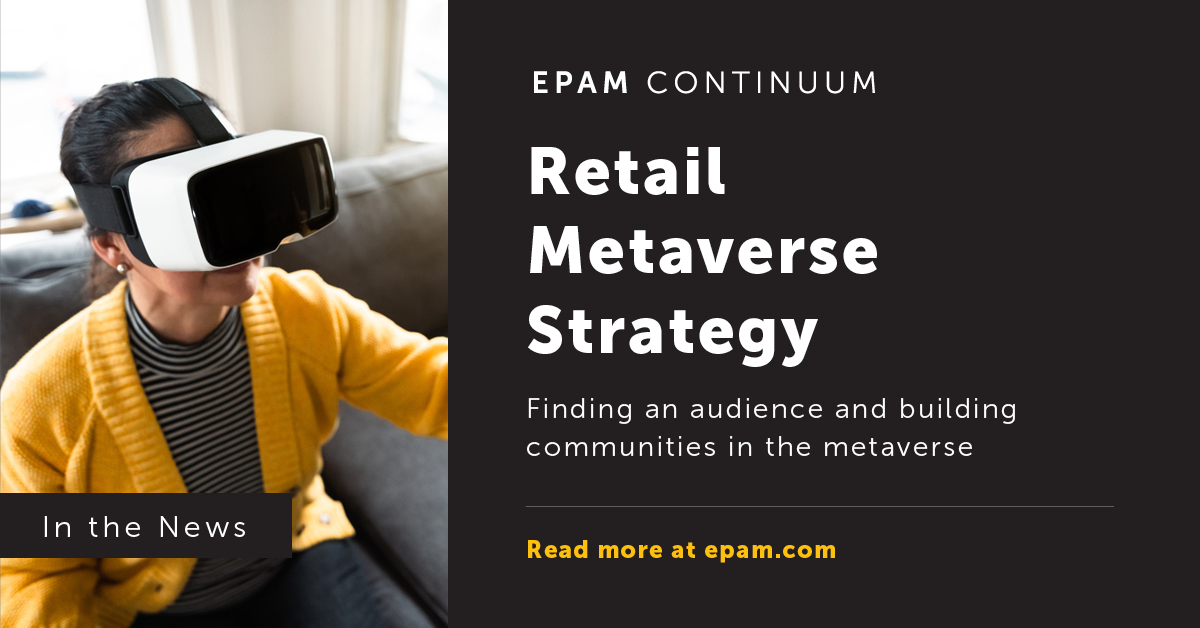 EPAM CONTINUUM
Retail
Metaverse
Strategy
Finding an audience and building
communities in the metaverse
Read more at epam.com
In the News